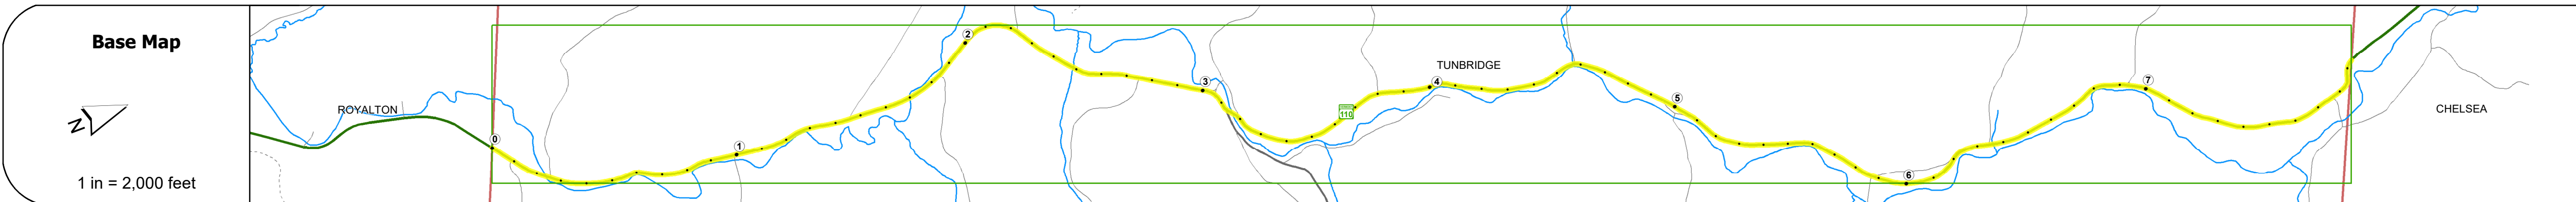 Base Map
N
1 in = 2,000 feet
ROYALTON
0
1
2
3
110
4
TUNBRIDGE
5
6
7
CHELSEA